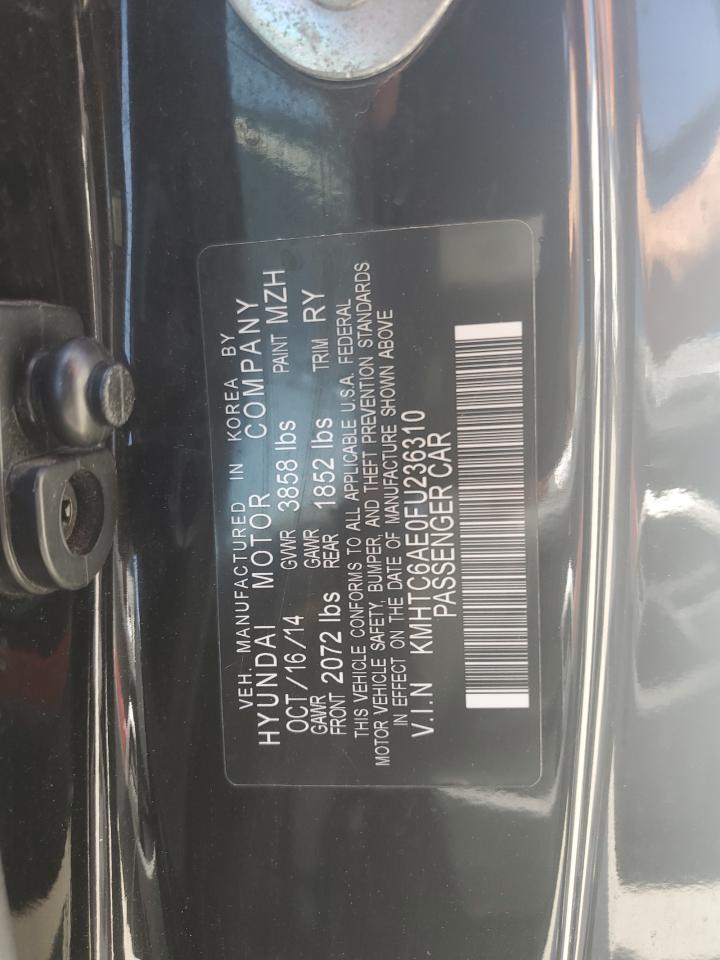 VEH. MANUFACTURED IN KOREA BY
HYUNDAI MOTOR COMPANY
OCT/16/14 GVWR 3858 lbs PAINT MZH
GAWR FRONT 2072 lbs GAWR REAR 1852 lbs TRIM RY
THIS VEHICLE CONFORMS TO ALL APPLICABLE U.S.A. FEDERAL
MOTOR VEHICLE SAFETY, BUMPER, AND THEFT PREVENTION STANDARDS
IN EFFECT ON THE DATE OF MANUFACTURE SHOWN ABOVE
V.I.N KMHTC6AE0FU236310
PASSENGER CAR